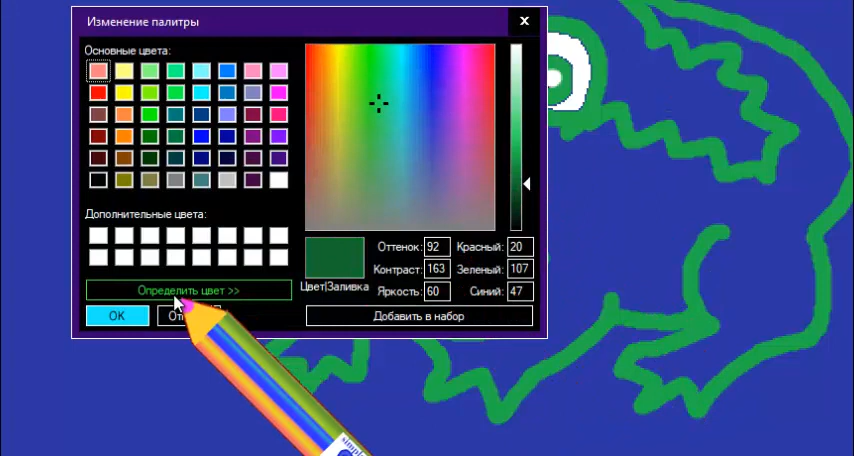 Изменение палитры
Основные цвета:
Дополнительные цвета:
Определить цвет >>
OK
Оттенок: 92 Красный: 20
Контраст: 163 Зеленый: 107
Цвет|Заливка
Яркость: 60 Синий: 47
Добавить в набор